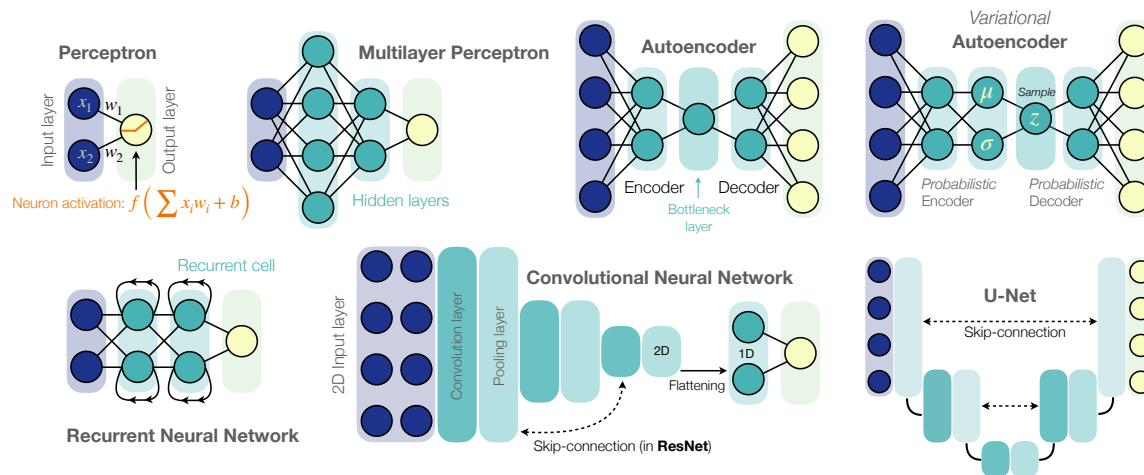 Perceptron
Input layer
x₁
x₂
w₁
w₂
Output layer
Neuron activation: f ( ∑ xᵢwᵢ + b )
Multilayer Perceptron
Hidden layers
Autoencoder
Encoder
Decoder
Bottleneck
layer
Variational
Autoencoder
μ
σ
Sample
z
Probabilistic
Encoder
Probabilistic
Decoder
Recurrent cell
Recurrent Neural Network
2D Input layer
Convolution layer
Pooling layer
Convolutional Neural Network
2D
Flattening
1D
Skip-connection (in ResNet)
U-Net
Skip-connection